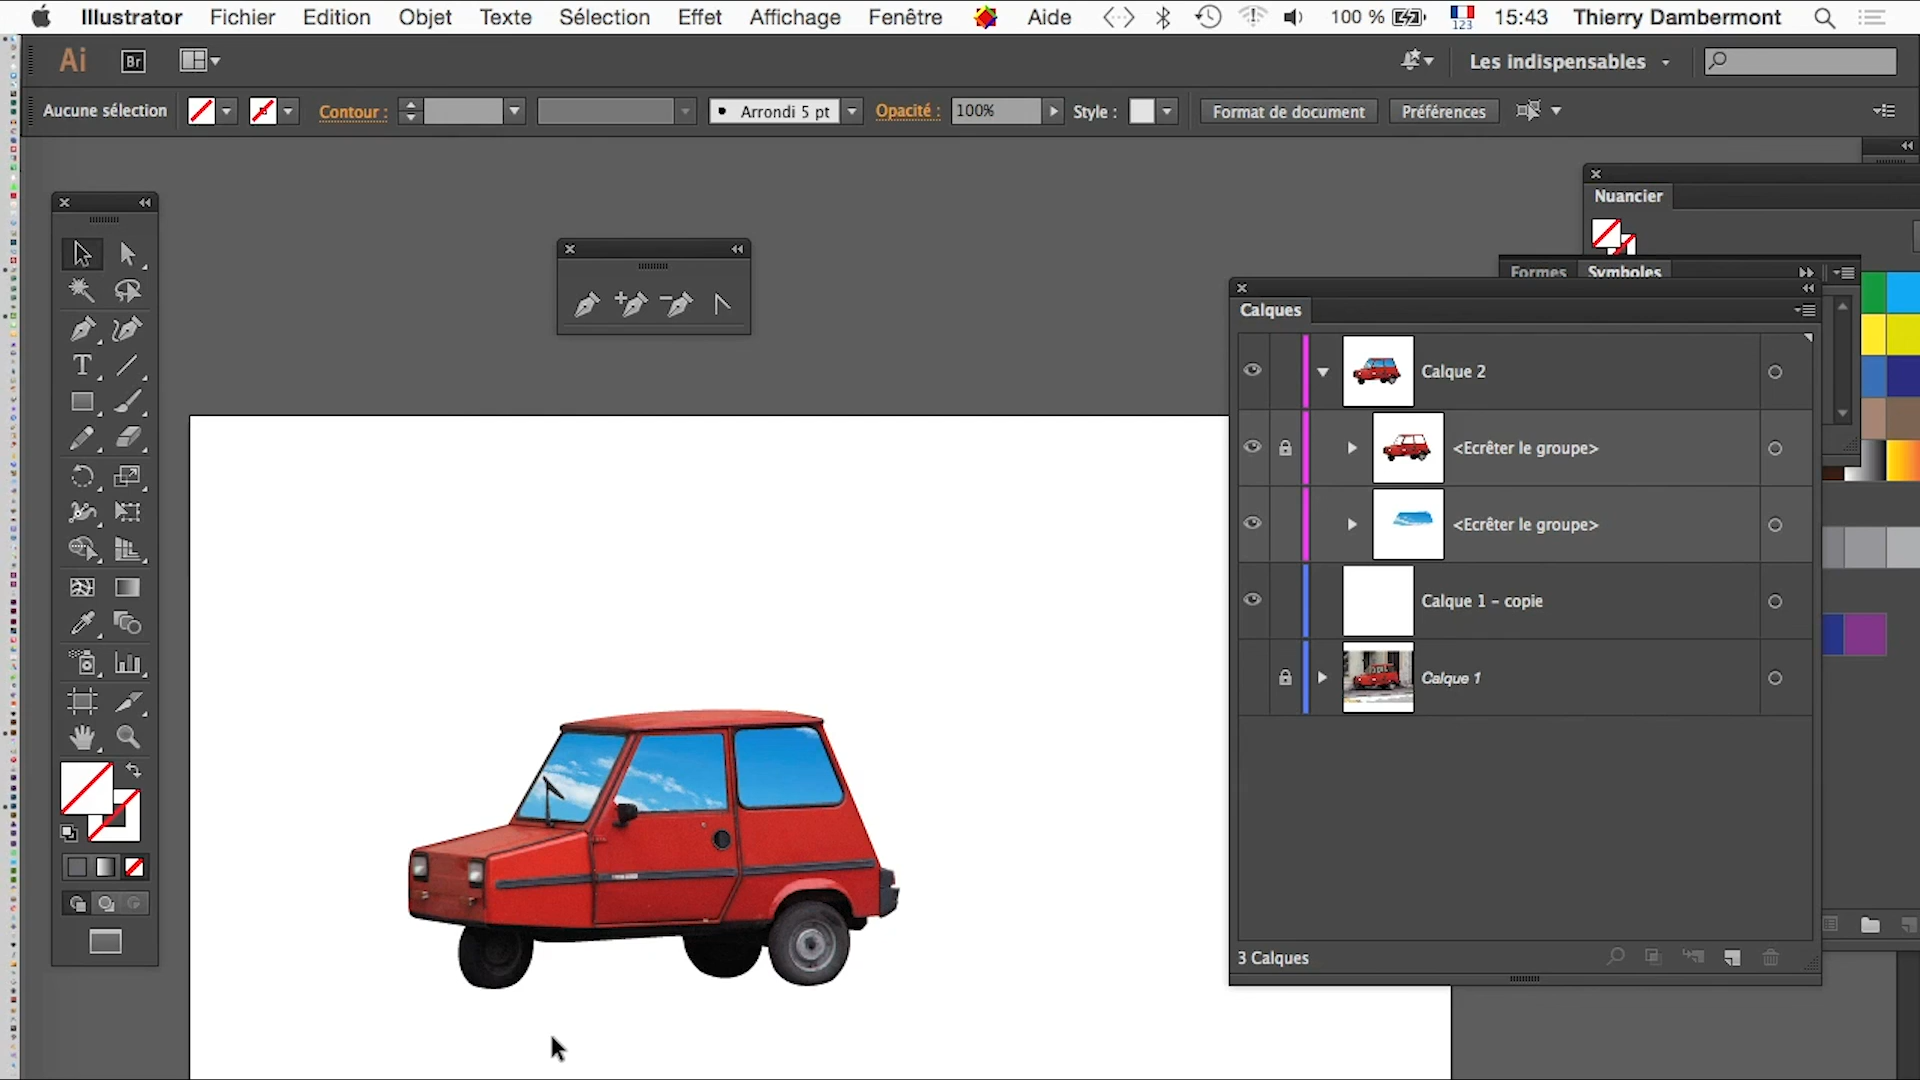 Illustrator Fichier Edition Objet Texte Sélection Effet Affichage Fenêtre Aide 100 % 123 15:43 Thierry Dambermont
Ai Br Les indispensables
Aucune sélection Contour : Arrondi 5 pt Opacité : 100% Style : Format de document Préférences
Nuancier
Formes Symboles
Calques
Calque 2
<Ecrêter le groupe>
<Ecrêter le groupe>
Calque 1 - copie
Calque 1
3 Calques